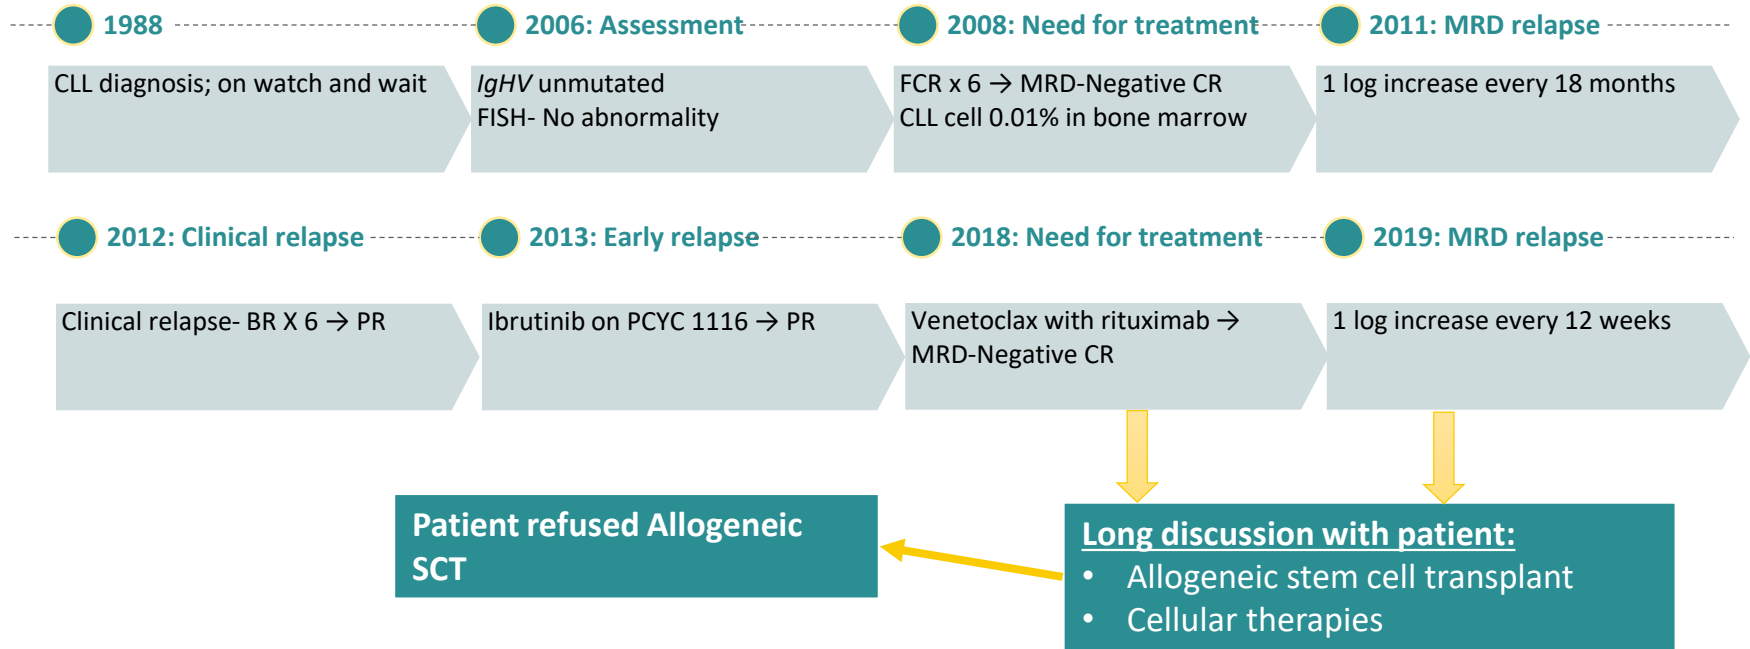 1988
2006: Assessment
2008: Need for treatment
2011: MRD relapse
CLL diagnosis; on watch and wait
IgHV unmutated
FISH- No abnormality
FCR x 6 → MRD-Negative CR
CLL cell 0.01% in bone marrow
1 log increase every 18 months
2012: Clinical relapse
2013: Early relapse
2018: Need for treatment
2019: MRD relapse
Clinical relapse- BR X 6 → PR
Ibrutinib on PCYC 1116 → PR
Venetoclax with rituximab →
MRD-Negative CR
1 log increase every 12 weeks
Patient refused Allogeneic
SCT
Long discussion with patient:
• Allogeneic stem cell transplant
• Cellular therapies